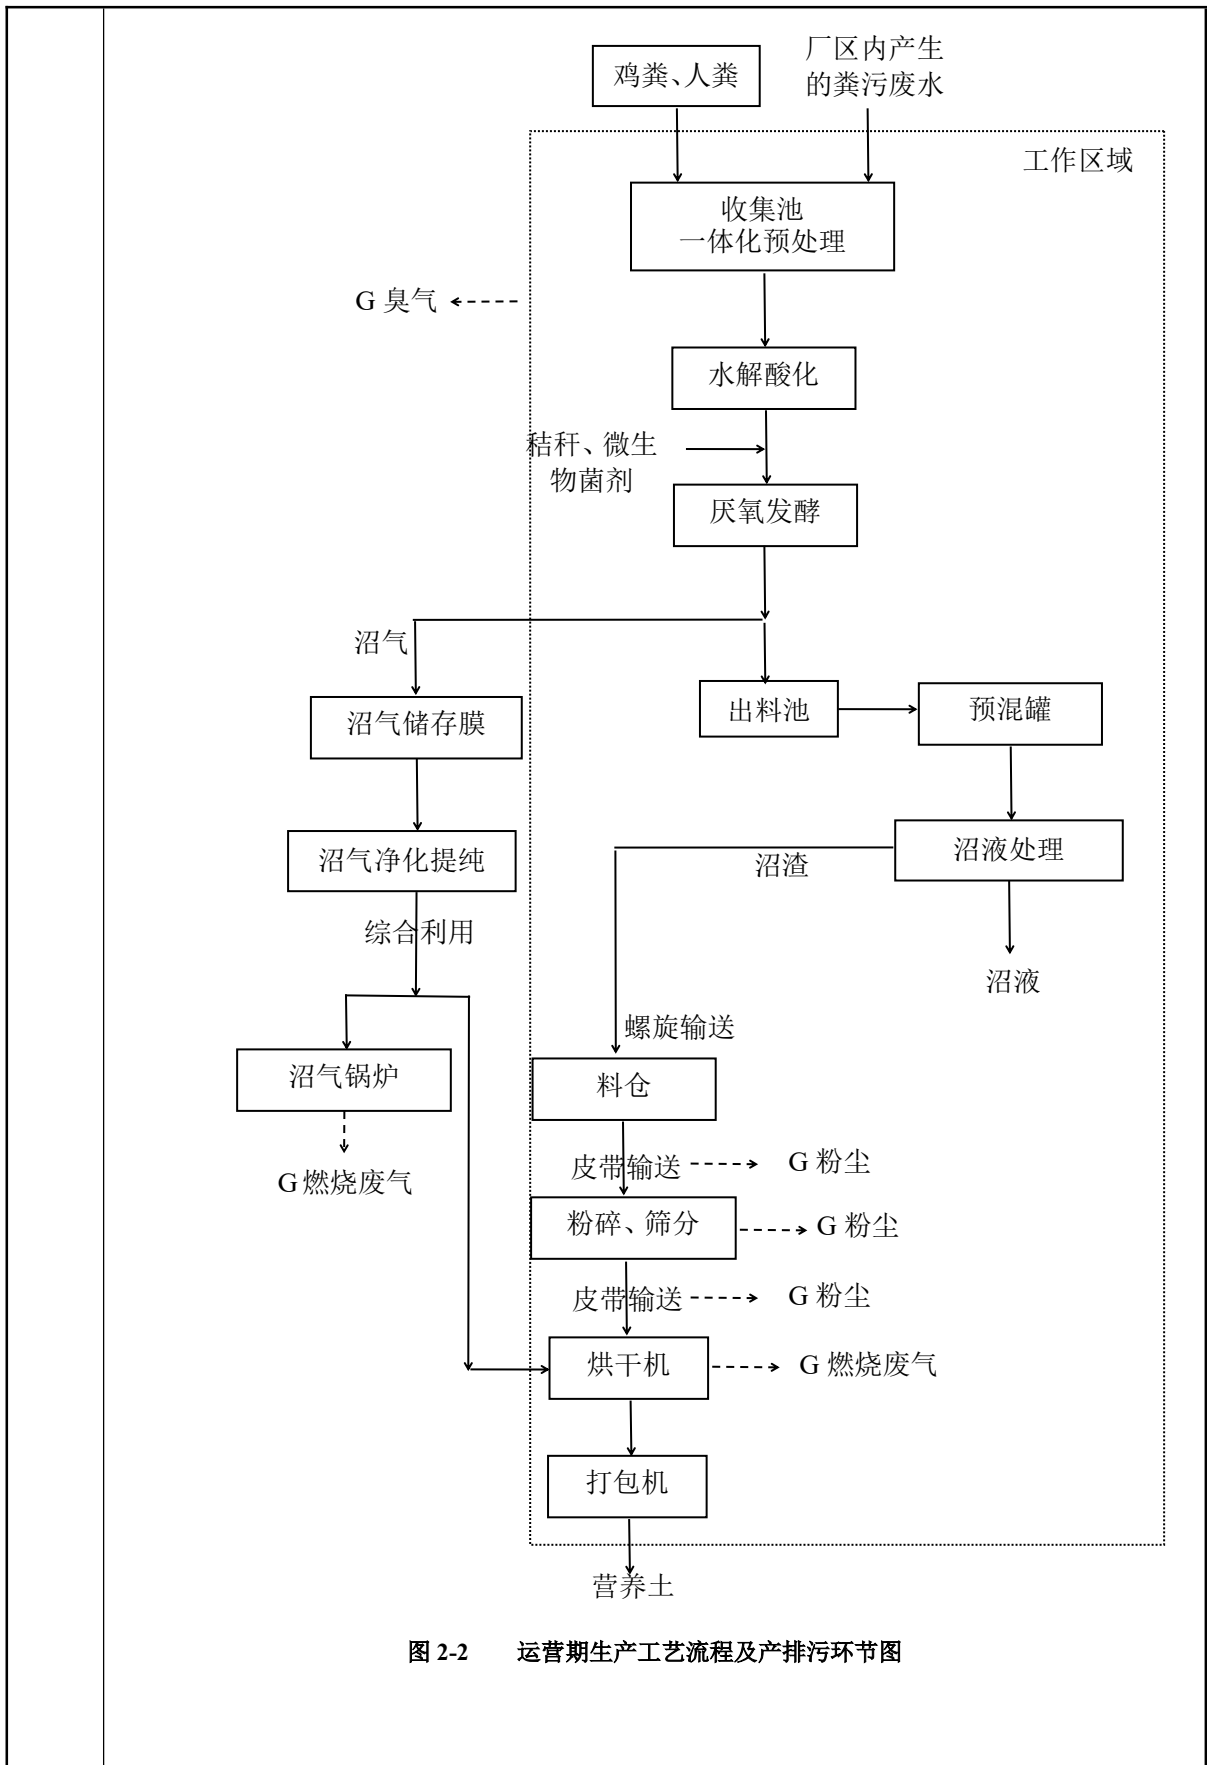 鸡粪、人粪
厂区内产生
的粪污废水
工作区域
收集池
一体化预处理
G 臭气
水解酸化
秸秆、微生
物菌剂
厌氧发酵
沼气
沼气储存膜
出料池
预混罐
沼气净化提纯
沼渣
沼液处理
综合利用
沼液
螺旋输送
沼气锅炉
料仓
G燃烧废气
皮带输送
G 粉尘
粉碎、筛分
G 粉尘
皮带输送
G 粉尘
烘干机
G 燃烧废气
打包机
营养土
图 2-2 运营期生产工艺流程及产排污环节图